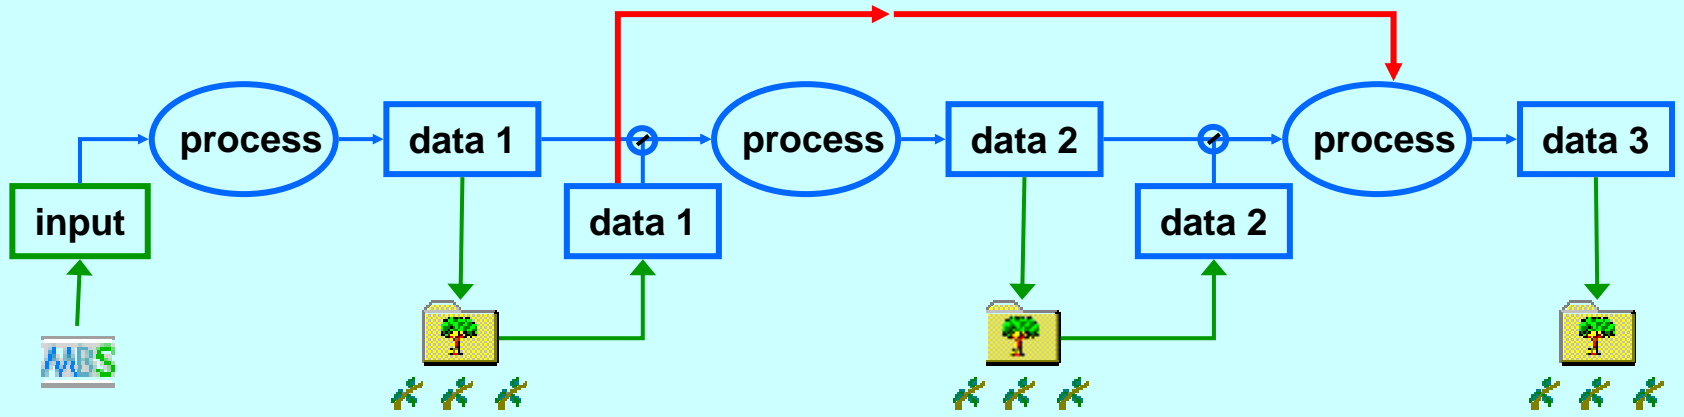 process
data 1
process
data 2
process
data 3
input
data 1
data 2
MBS